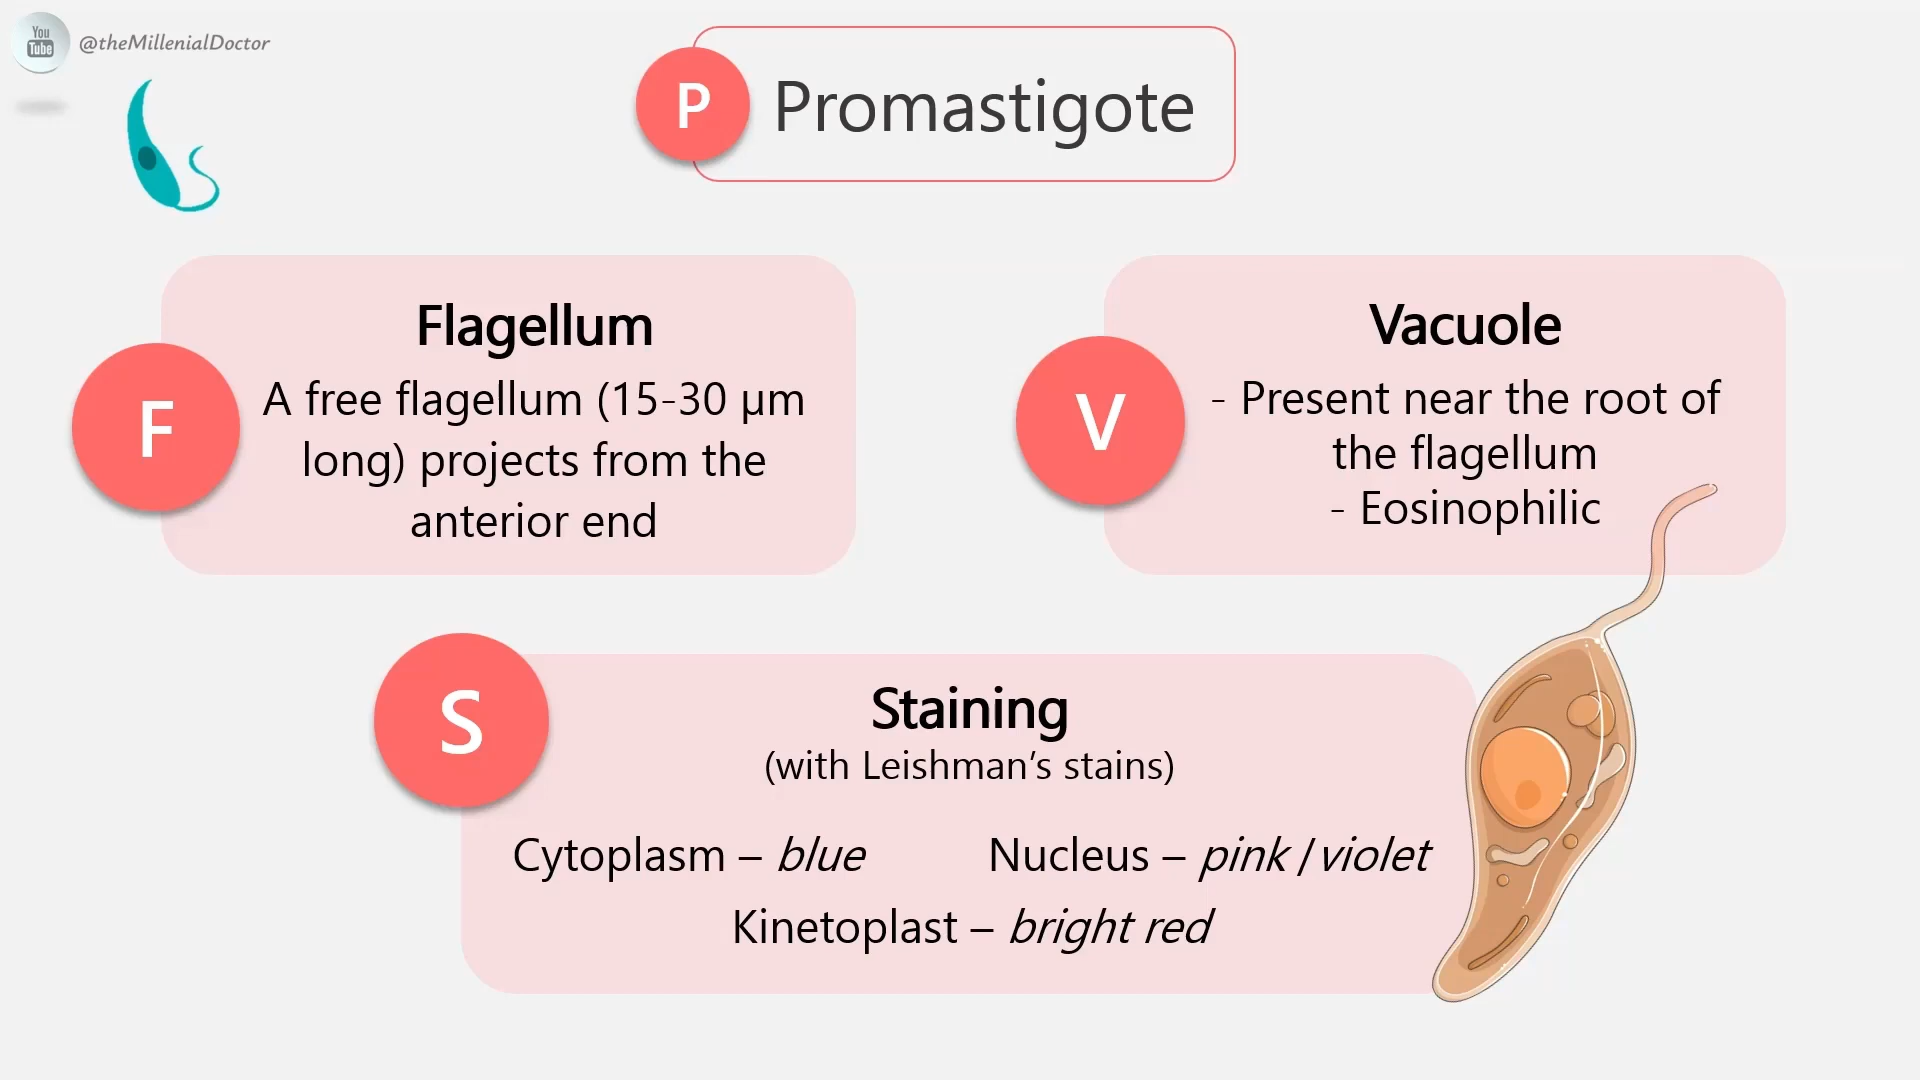 You
Tube
@theMillenialDoctor
P
Promastigote
F
Flagellum
A free flagellum (15-30 µm
long) projects from the
anterior end
V
Vacuole
- Present near the root of
the flagellum
- Eosinophilic
S
Staining
(with Leishman’s stains)
Cytoplasm – blue
Nucleus – pink / violet
Kinetoplast – bright red